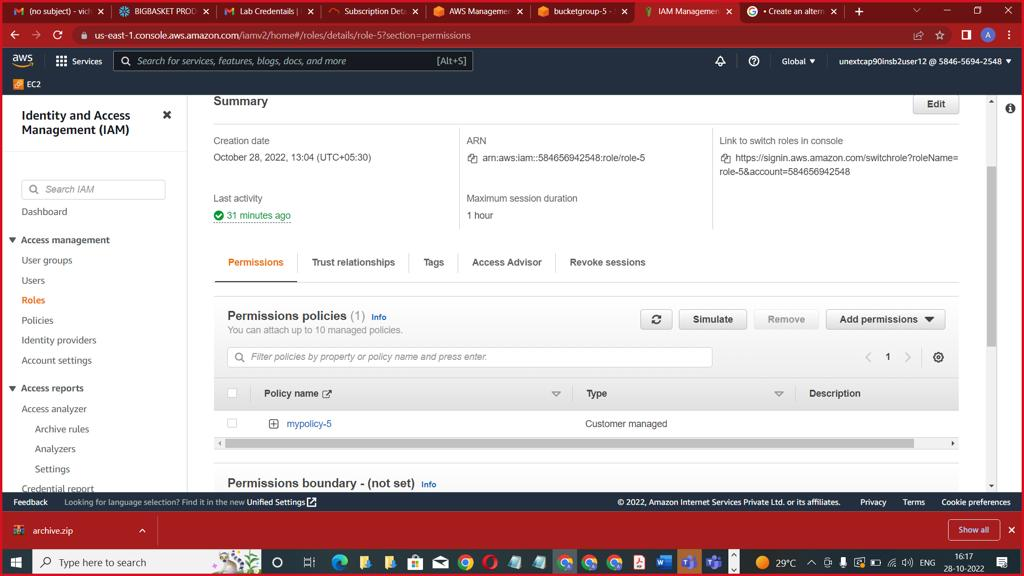 (no subject) - vich
BIGBASKET PROD
Lab Credentials |
Subscription Deta
AWS Managemen
bucketgroup-5 - S
IAM Managemen
• Create an altern
us-east-1.console.aws.amazon.com/iamv2/home#/roles/details/role-5?section=permissions
A
aws
Services
Search for services, features, blogs, docs, and more
[Alt+S]
Global
unextcap90insb2user12 @ 5846-5694-2548
EC2
Identity and Access
Management (IAM)
Search IAM
Dashboard
Access management
User groups
Users
Roles
Policies
Identity providers
Account settings
Access reports
Access analyzer
Archive rules
Analyzers
Settings
Credential report
Summary
Edit
Creation date
October 28, 2022, 13:04 (UTC+05:30)
ARN
arn:aws:iam::584656942548:role/role-5
Link to switch roles in console
https://signin.aws.amazon.com/switchrole?roleName=
role-5&account=584656942548
Last activity
31 minutes ago
Maximum session duration
1 hour
Permissions
Trust relationships
Tags
Access Advisor
Revoke sessions
Permissions policies (1) Info
You can attach up to 10 managed policies.
Simulate
Remove
Add permissions
Filter policies by property or policy name and press enter.
1
Policy name
Type
Description
mypolicy-5
Customer managed
Permissions boundary - (not set) Info
Feedback
Looking for language selection? Find it in the new Unified Settings
© 2022, Amazon Internet Services Private Ltd. or its affiliates.
Privacy
Terms
Cookie preferences
archive.zip
Show all
Type here to search
29°C
ENG
16:17
28-10-2022